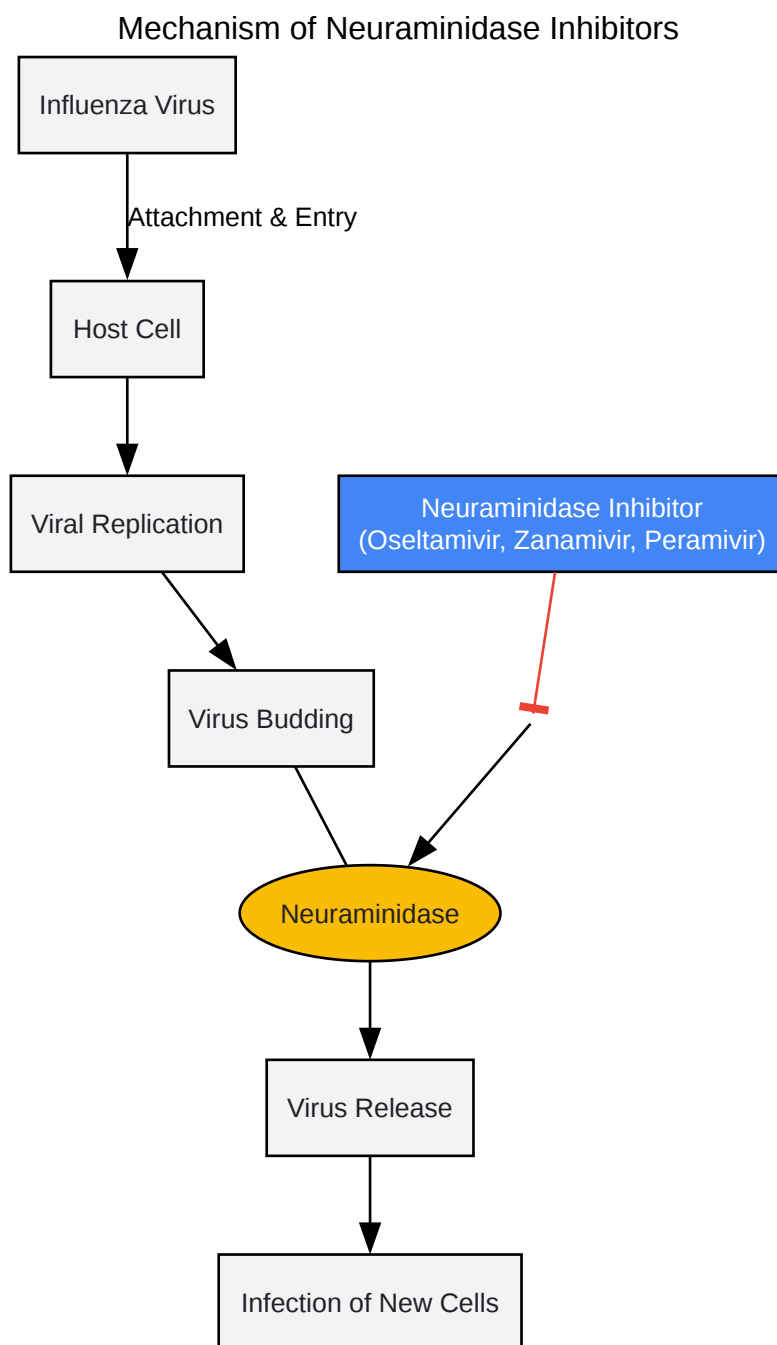 Mechanism of Neuraminidase Inhibitors
Influenza Virus
Attachment & Entry
Host Cell
Viral Replication
Neuraminidase Inhibitor
(Oseltamivir, Zanamivir, Peramivir)
Virus Budding
Neuraminidase
Virus Release
Infection of New Cells